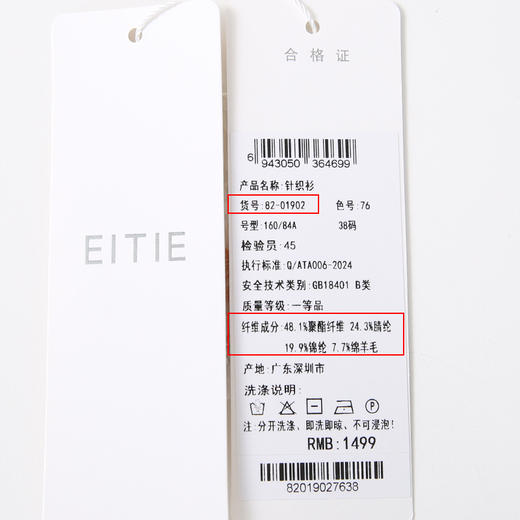 EITIE
合格证
6 943050 364699
产品名称:针织衫
货号:82-01902 色号:76
号型:160/84A 38码
检验员:45
执行标准:Q/ATA006-2024
安全技术类别:GB18401 B类
质量等级:一等品
纤维成分:48.1%聚酯纤维 24.3%腈纶
19.9%锦纶 7.7%绵羊毛
产地:广东深圳市
洗涤说明:
注:分开洗涤、即洗即晾、不可浸泡!
RMB:1499
82019027638